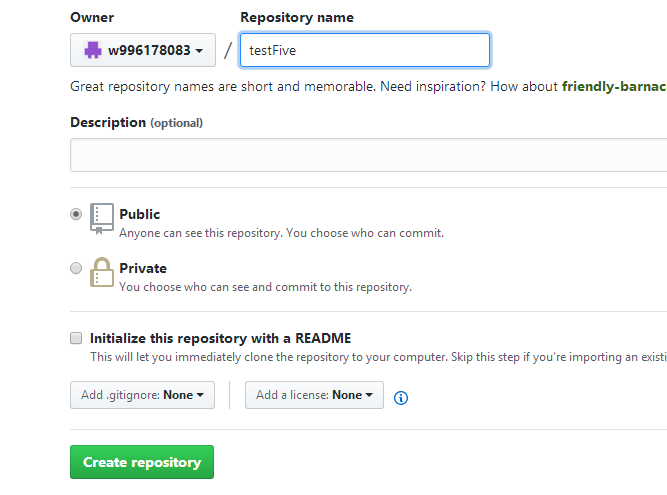 Owner Repository name
w996178083 / testFive
Great repository names are short and memorable. Need inspiration? How about friendly-barnac
Description (optional)
Public
Anyone can see this repository. You choose who can commit.
Private
You choose who can see and commit to this repository.
Initialize this repository with a README
This will let you immediately clone the repository to your computer. Skip this step if you're importing an existi
Add .gitignore: None Add a license: None
Create repository